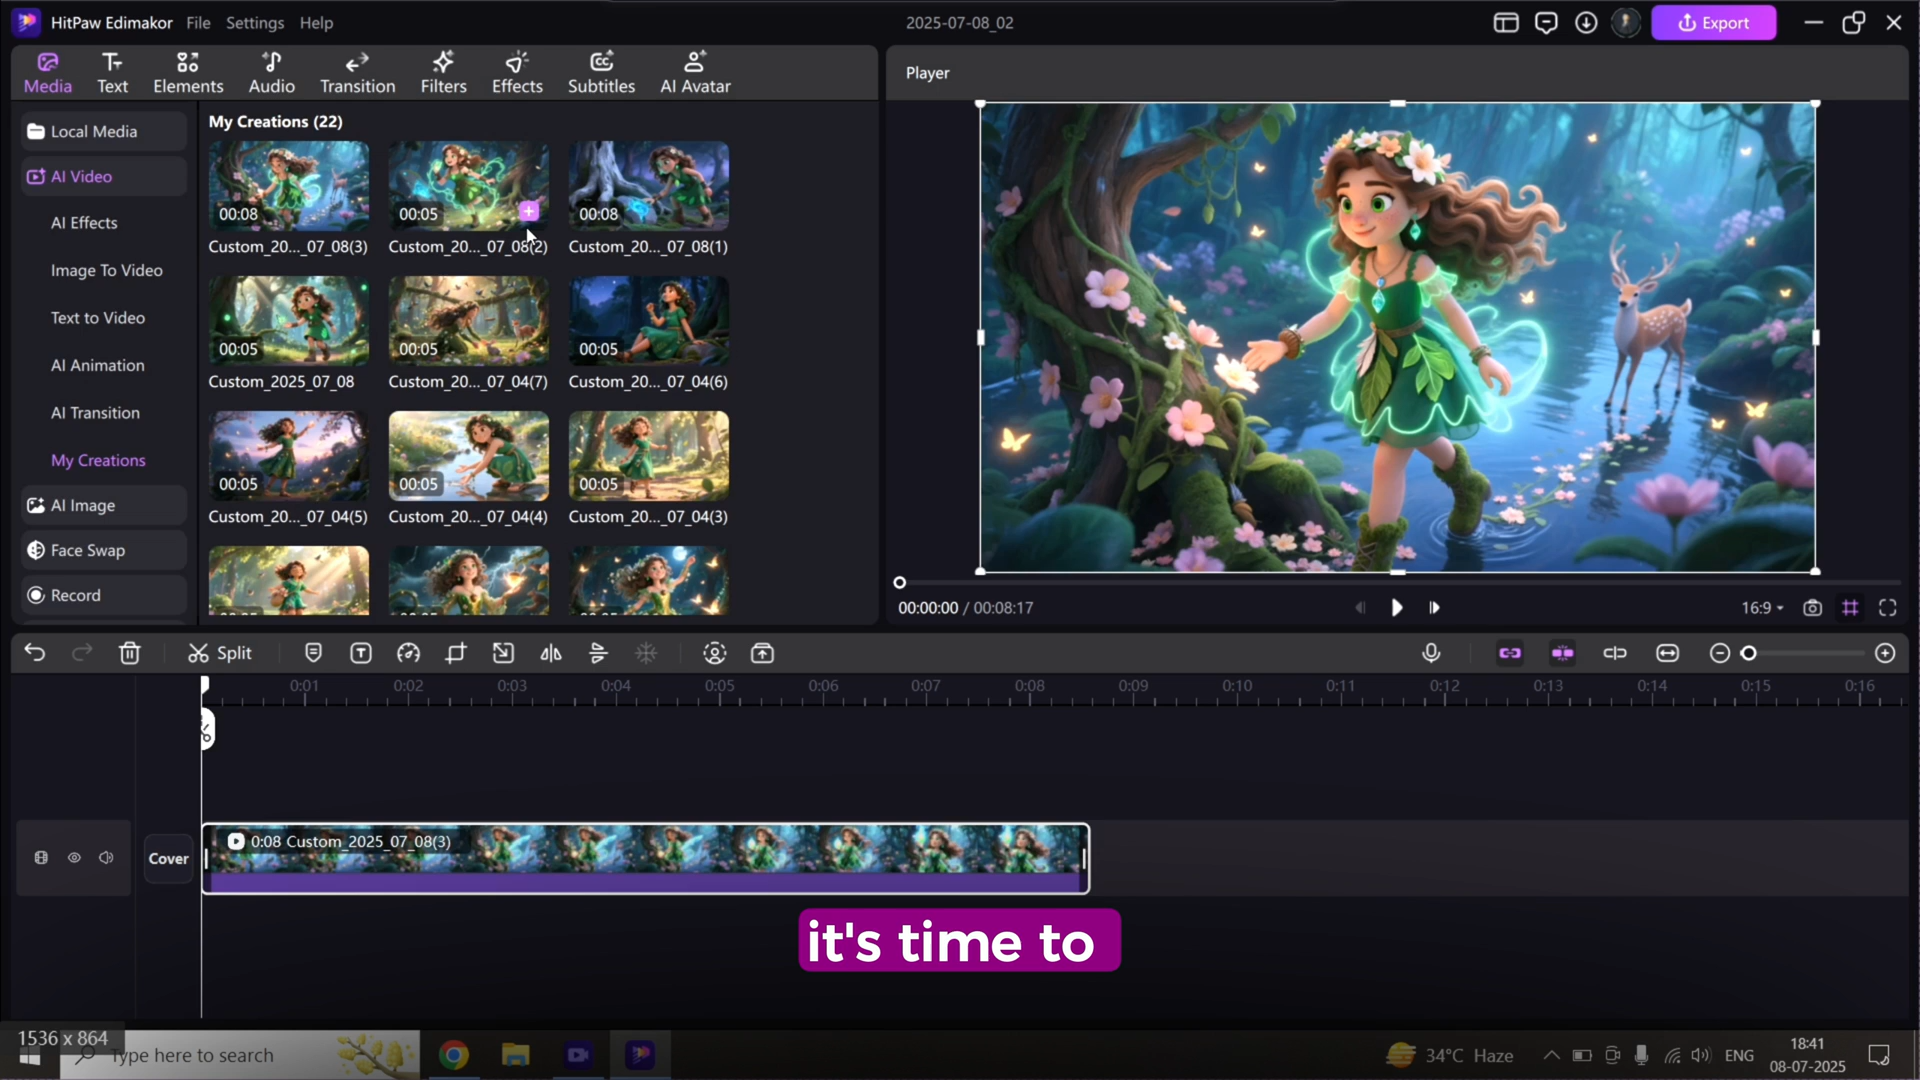 HitPaw Edimakor File Settings Help
2025-07-08_02
Export
Media Text Elements Audio Transition Filters Effects Subtitles AI Avatar
Player
Local Media
AI Video
AI Effects
Image To Video
Text to Video
AI Animation
AI Transition
My Creations
AI Image
Face Swap
Record
My Creations (22)
00:08 00:05 00:08
Custom_20..._07_08(3) Custom_20..._07_08(2) Custom_20..._07_08(1)
00:05 00:05 00:05
Custom_2025_07_08 Custom_20..._07_04(7) Custom_20..._07_04(6)
00:05 00:05 00:05
Custom_20..._07_04(5) Custom_20..._07_04(4) Custom_20..._07_04(3)
00:00:00 / 00:08:17
16:9
Split
0:01 0:02 0:03 0:04 0:05 0:06 0:07 0:08 0:09 0:10 0:11 0:12 0:13 0:14 0:15 0:16
Cover
0:08 Custom_2025_07_08(3)
it's time to
1536 x 864
Type here to search
34°C Haze
ENG
18:41
08-07-2025